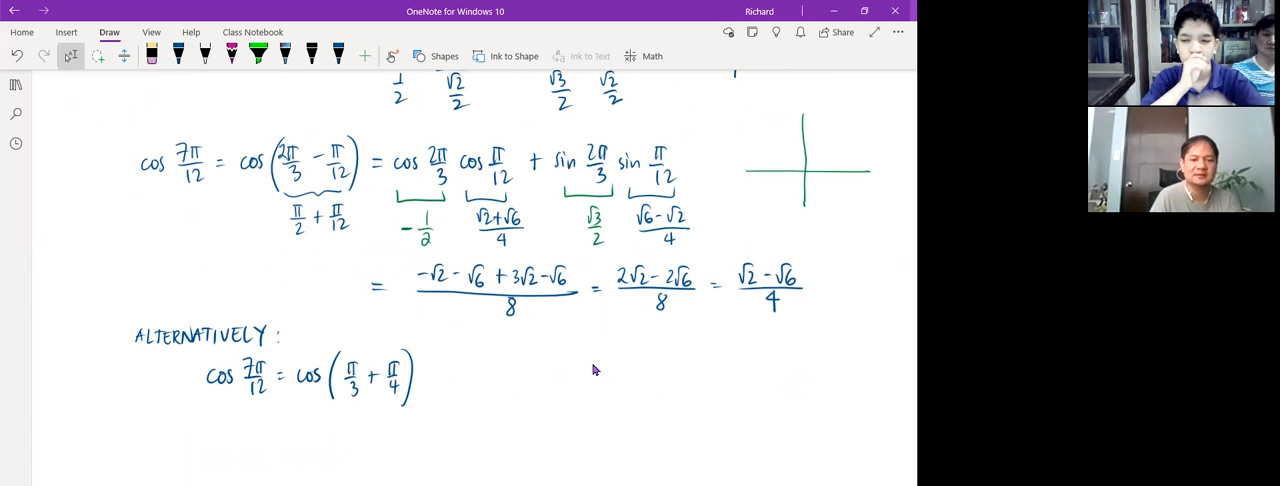 OneNote for Windows 10
Richard
Home Insert Draw View Help Class Notebook
Share
Shapes Ink to Shape Ink to Text Math
1/2 √2/2 √3/2 √2/2
cos 7π/12 = cos(2π/3 − π/12) = cos 2π/3 cos π/12 + sin 2π/3 sin π/12
π/2 + π/12 −1/2 (√2+√6)/4 √3/2 (√6−√2)/4
= (−√2 − √6 + 3√2 − √6)/8 = (2√2 − 2√6)/8 = (√2 − √6)/4
ALTERNATIVELY:
cos 7π/12 = cos(π/3 + π/4)